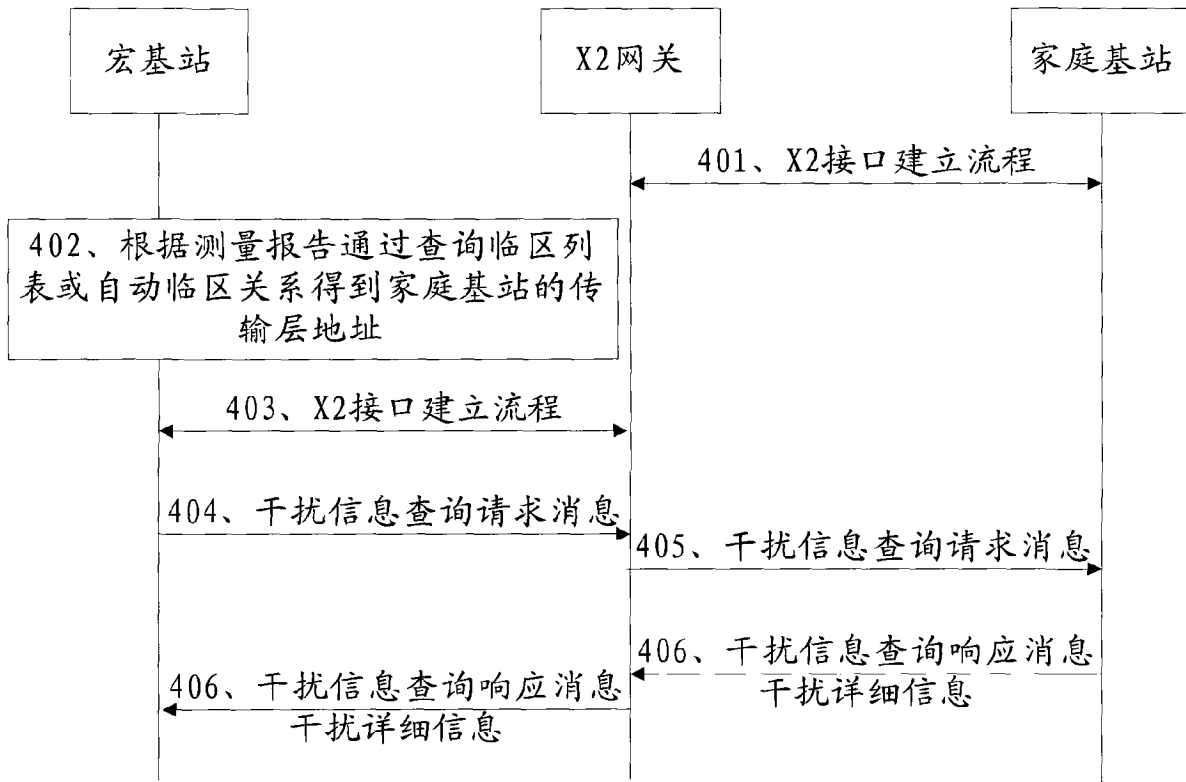 宏基站
X2网关
家庭基站
401、X2接口建立流程
402、根据测量报告通过查询临区列
表或自动临区关系得到家庭基站的传
输层地址
403、X2接口建立流程
404、干扰信息查询请求消息
405、干扰信息查询请求消息
406、干扰信息查询响应消息
干扰详细信息
406、干扰信息查询响应消息
干扰详细信息